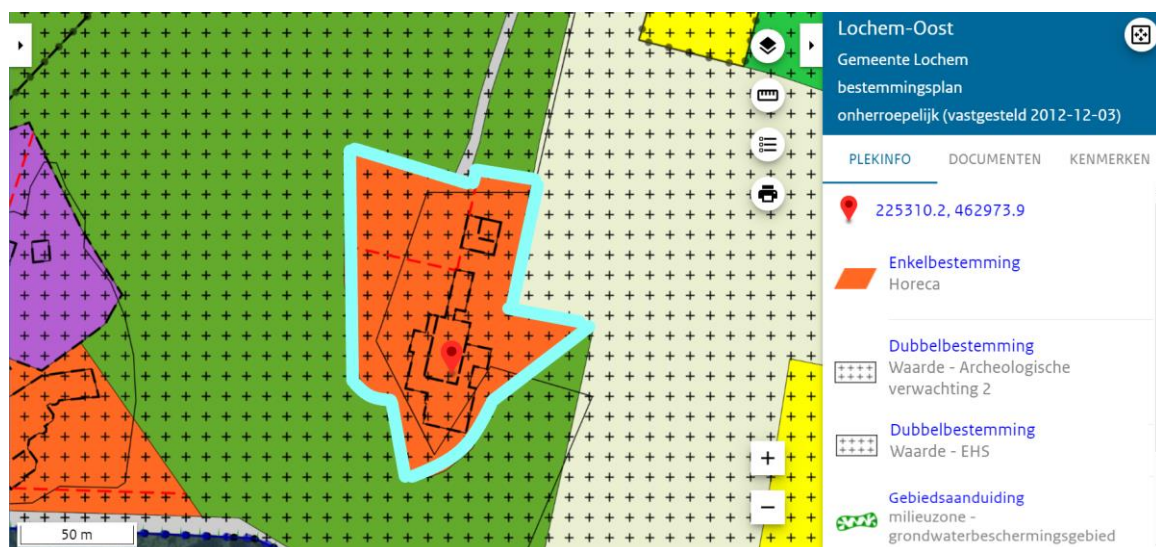 Lochem-Oost
Gemeente Lochem
bestemmingsplan
onherroepelijk (vastgesteld 2012-12-03)
PLEKINFO DOCUMENTEN KENMERKEN
225310.2, 462973.9
Enkelbestemming
Horeca
Dubbelbestemming
Waarde - Archeologische
verwachting 2
Dubbelbestemming
Waarde - EHS
Gebiedsaanduiding
milieuzone -
grondwaterbeschermingsgebied
50 m